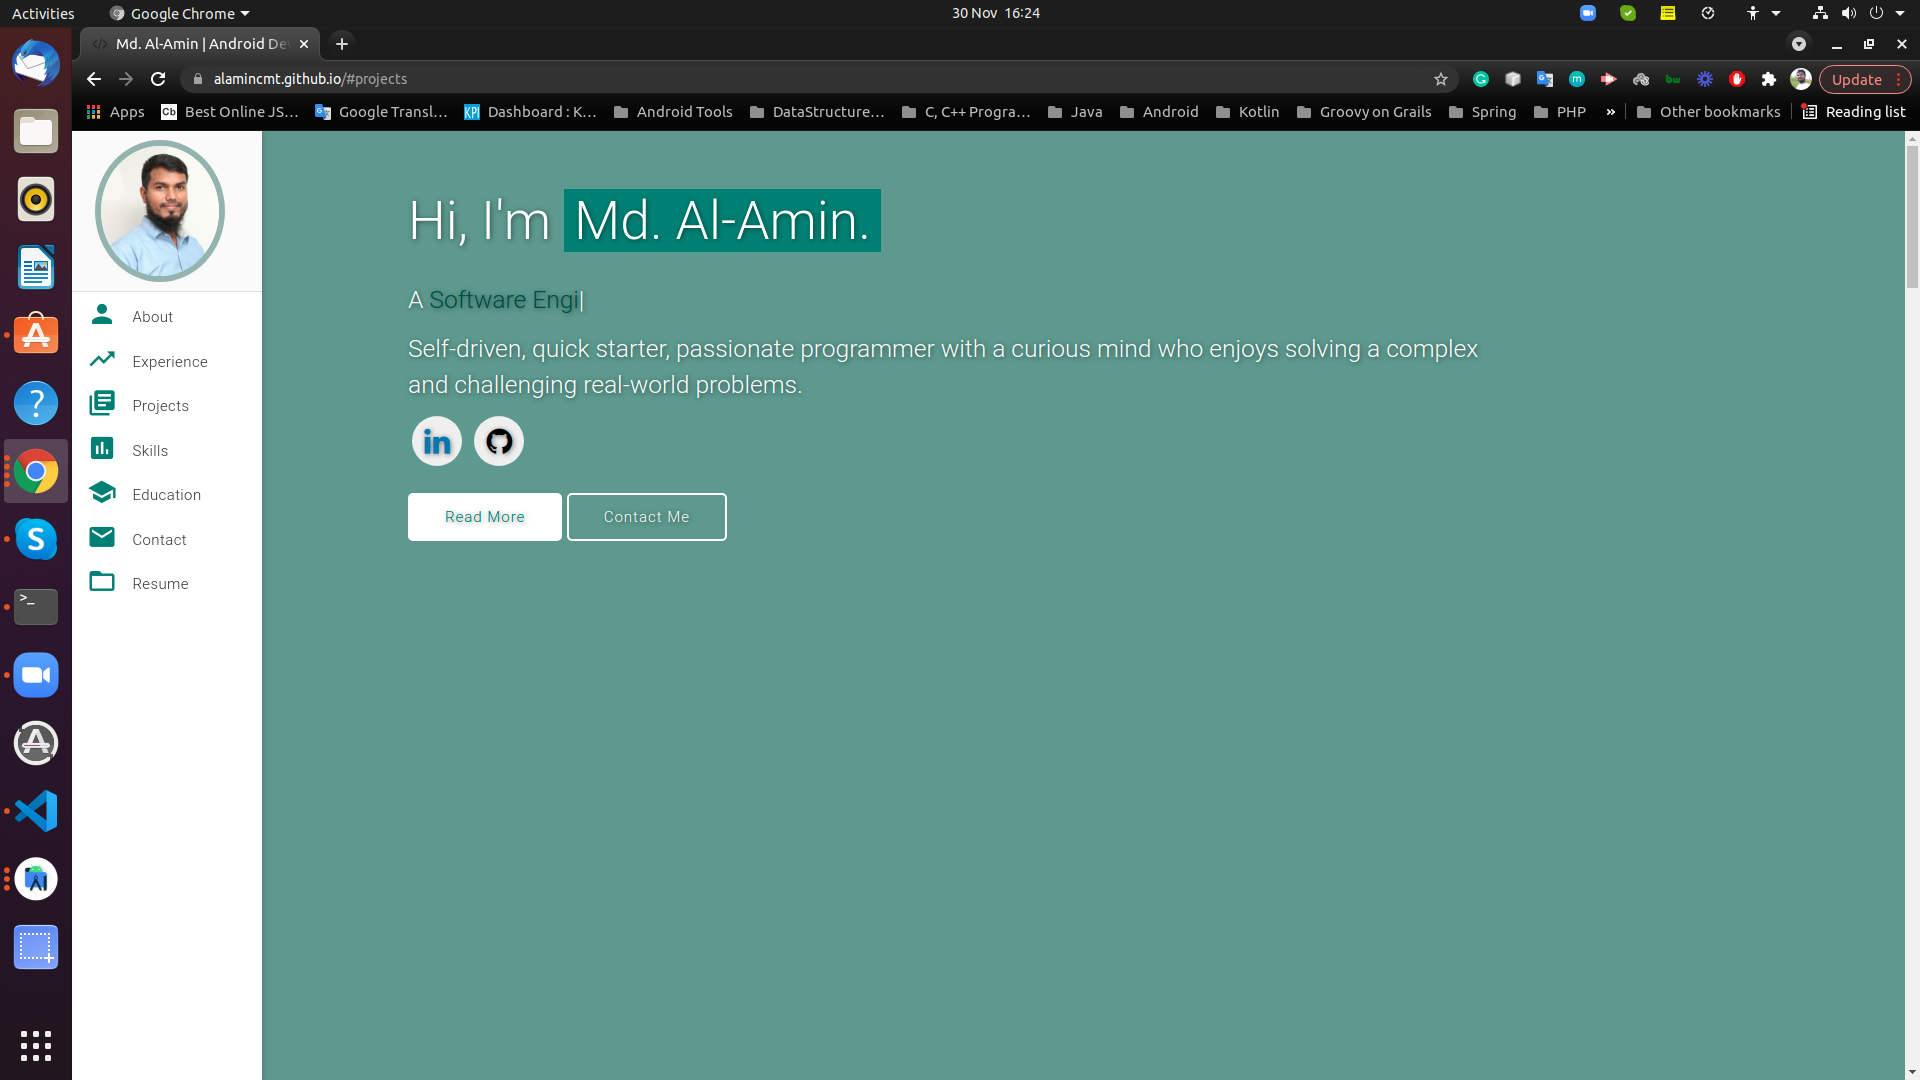 Activities
Google Chrome
30 Nov 16:24
Md. Al-Amin | Android De
alamincmt.github.io/#projects
Update
Apps
Cb
Best Online JS...
Google Transl...
KPI
Dashboard : K...
Android Tools
DataStructure...
C, C++ Progra...
Java
Android
Kotlin
Groovy on Grails
Spring
PHP
»
Other bookmarks
Reading list
About
Experience
Projects
Skills
Education
Contact
Resume
Hi, I'm Md. Al-Amin.
A Software Engi|
Self-driven, quick starter, passionate programmer with a curious mind who enjoys solving a complex
and challenging real-world problems.
in
Read More
Contact Me